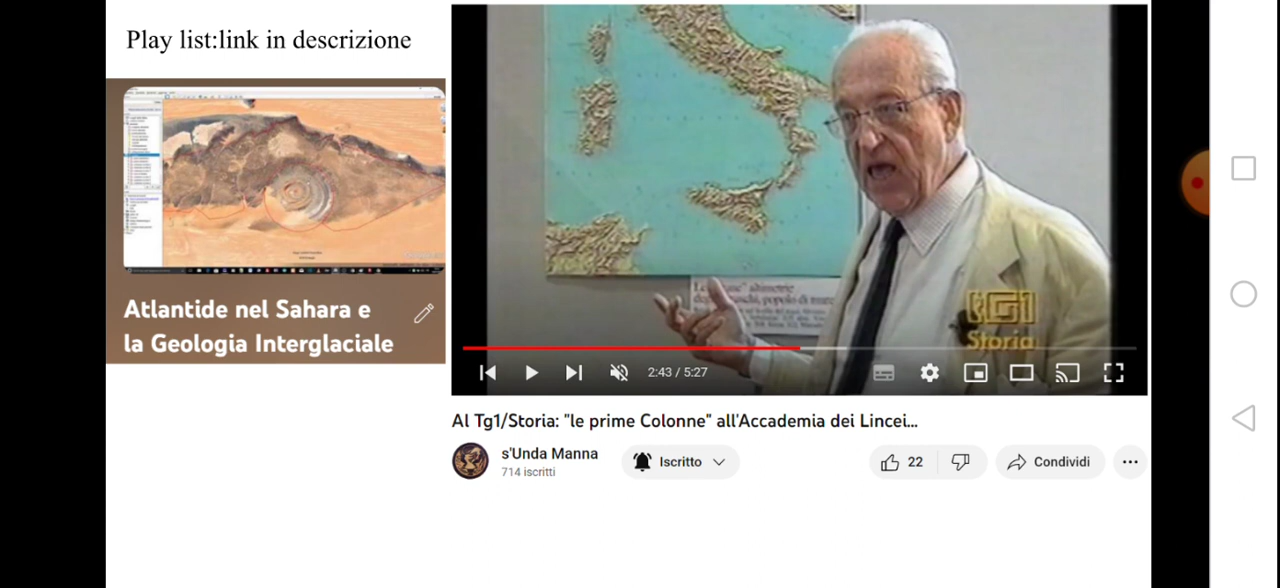 Play list:link in descrizione
Atlantide nel Sahara e
la Geologia Interglaciale
TG1
Storia
2:43 / 5:27
Al Tg1/Storia: "le prime Colonne" all'Accademia dei Lincei...
s'Unda Manna
714 iscritti
Iscritto
22
Condividi